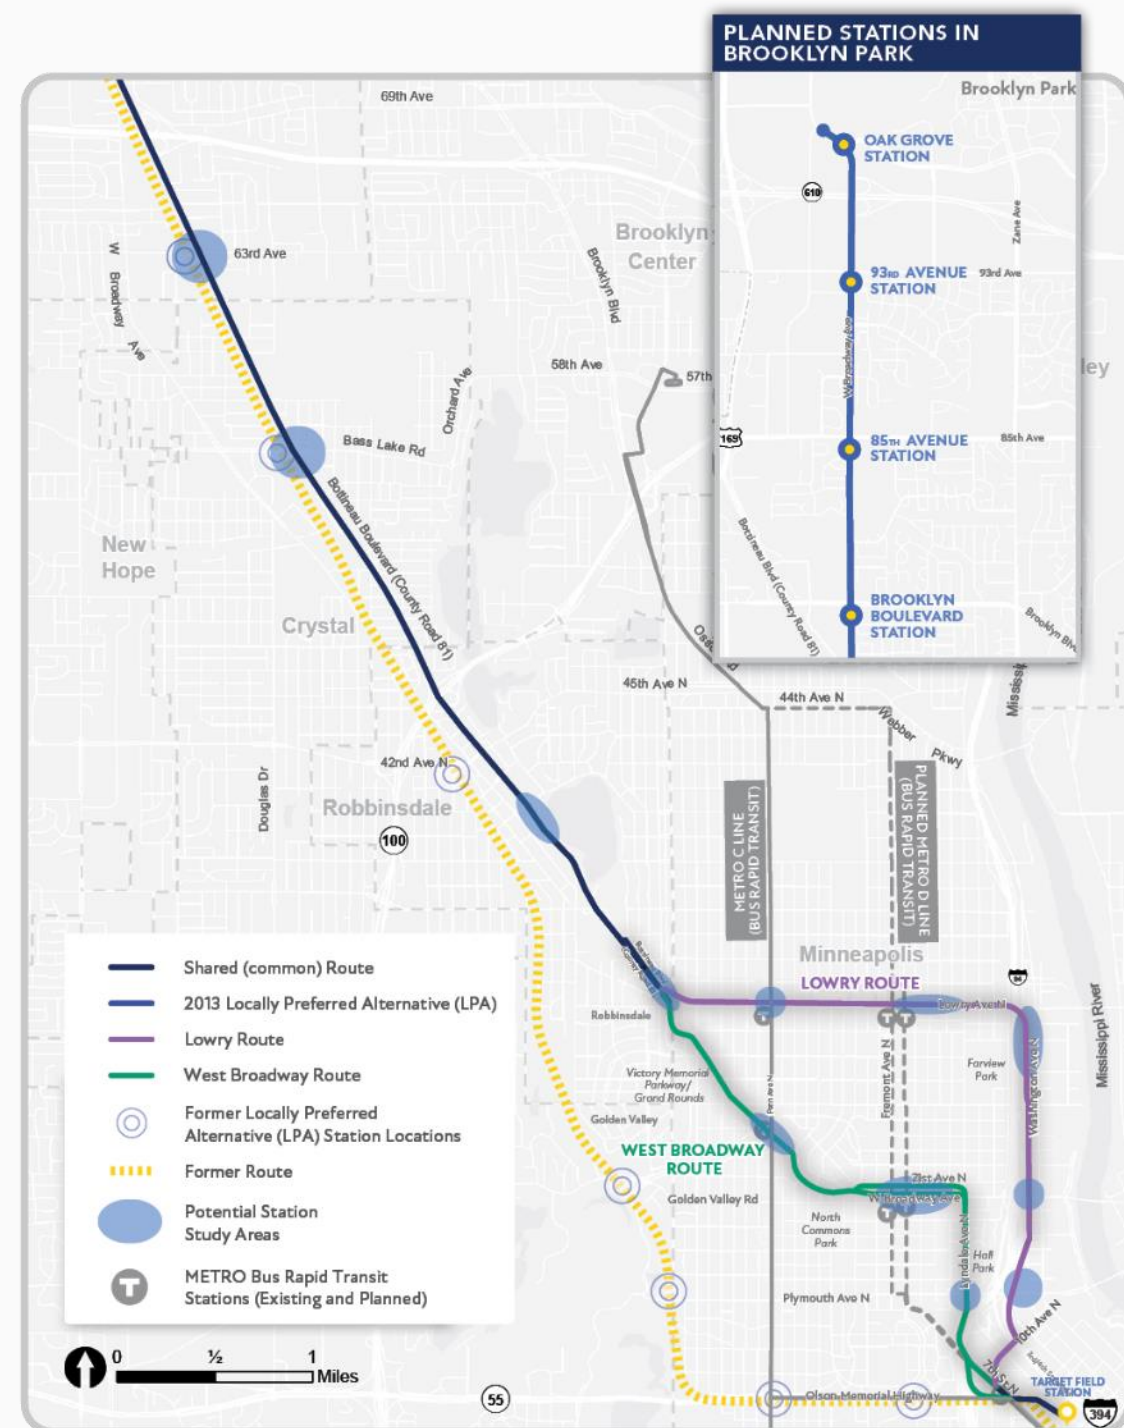 PLANNED STATIONS IN
BROOKLYN PARK
Brooklyn Park
OAK GROVE
STATION
610
Zane Ave
93RD AVENUE
STATION
93rd Ave
W Broadway Ave
169
85TH AVENUE
STATION
85th Ave
Bottineau Blvd (County Road 81)
BROOKLYN
BOULEVARD
STATION
69th Ave
63rd Ave
W Broadway Ave
Brooklyn
Center
Brooklyn Blvd
58th Ave
57th
ley
Orchard Ave
Bass Lake Rd
Bottineau Boulevard (County Road 81)
New
Hope
Crystal
45th Ave N
44th Ave N
Webber Pkwy
42nd Ave N
Douglas Dr
Robbinsdale
100
METRO C LINE
(BUS RAPID TRANSIT)
PLANNED METRO D LINE
(BUS RAPID TRANSIT)
Minneapolis
LOWRY ROUTE
94
Lowry Ave N
Robbinsdale
Farview
Park
Washington Ave N
Mississippi River
Fremont Ave N
Penn Ave N
Victory Memorial
Parkway/
Grand Rounds
Golden Valley
WEST BROADWAY
ROUTE
21st Ave N
W Broadway Ave
Golden Valley Rd
North
Commons
Park
Lyndale Ave N
Hall
Park
Plymouth Ave N
10th Ave N
7th St N
TARGET FIELD
STATION
Olson Memorial Highway
55
394
Shared (common) Route
2013 Locally Preferred Alternative (LPA)
Lowry Route
West Broadway Route
Former Locally Preferred
Alternative (LPA) Station Locations
Former Route
Potential Station
Study Areas
T
METRO Bus Rapid Transit
Stations (Existing and Planned)
0 ½ 1
Miles